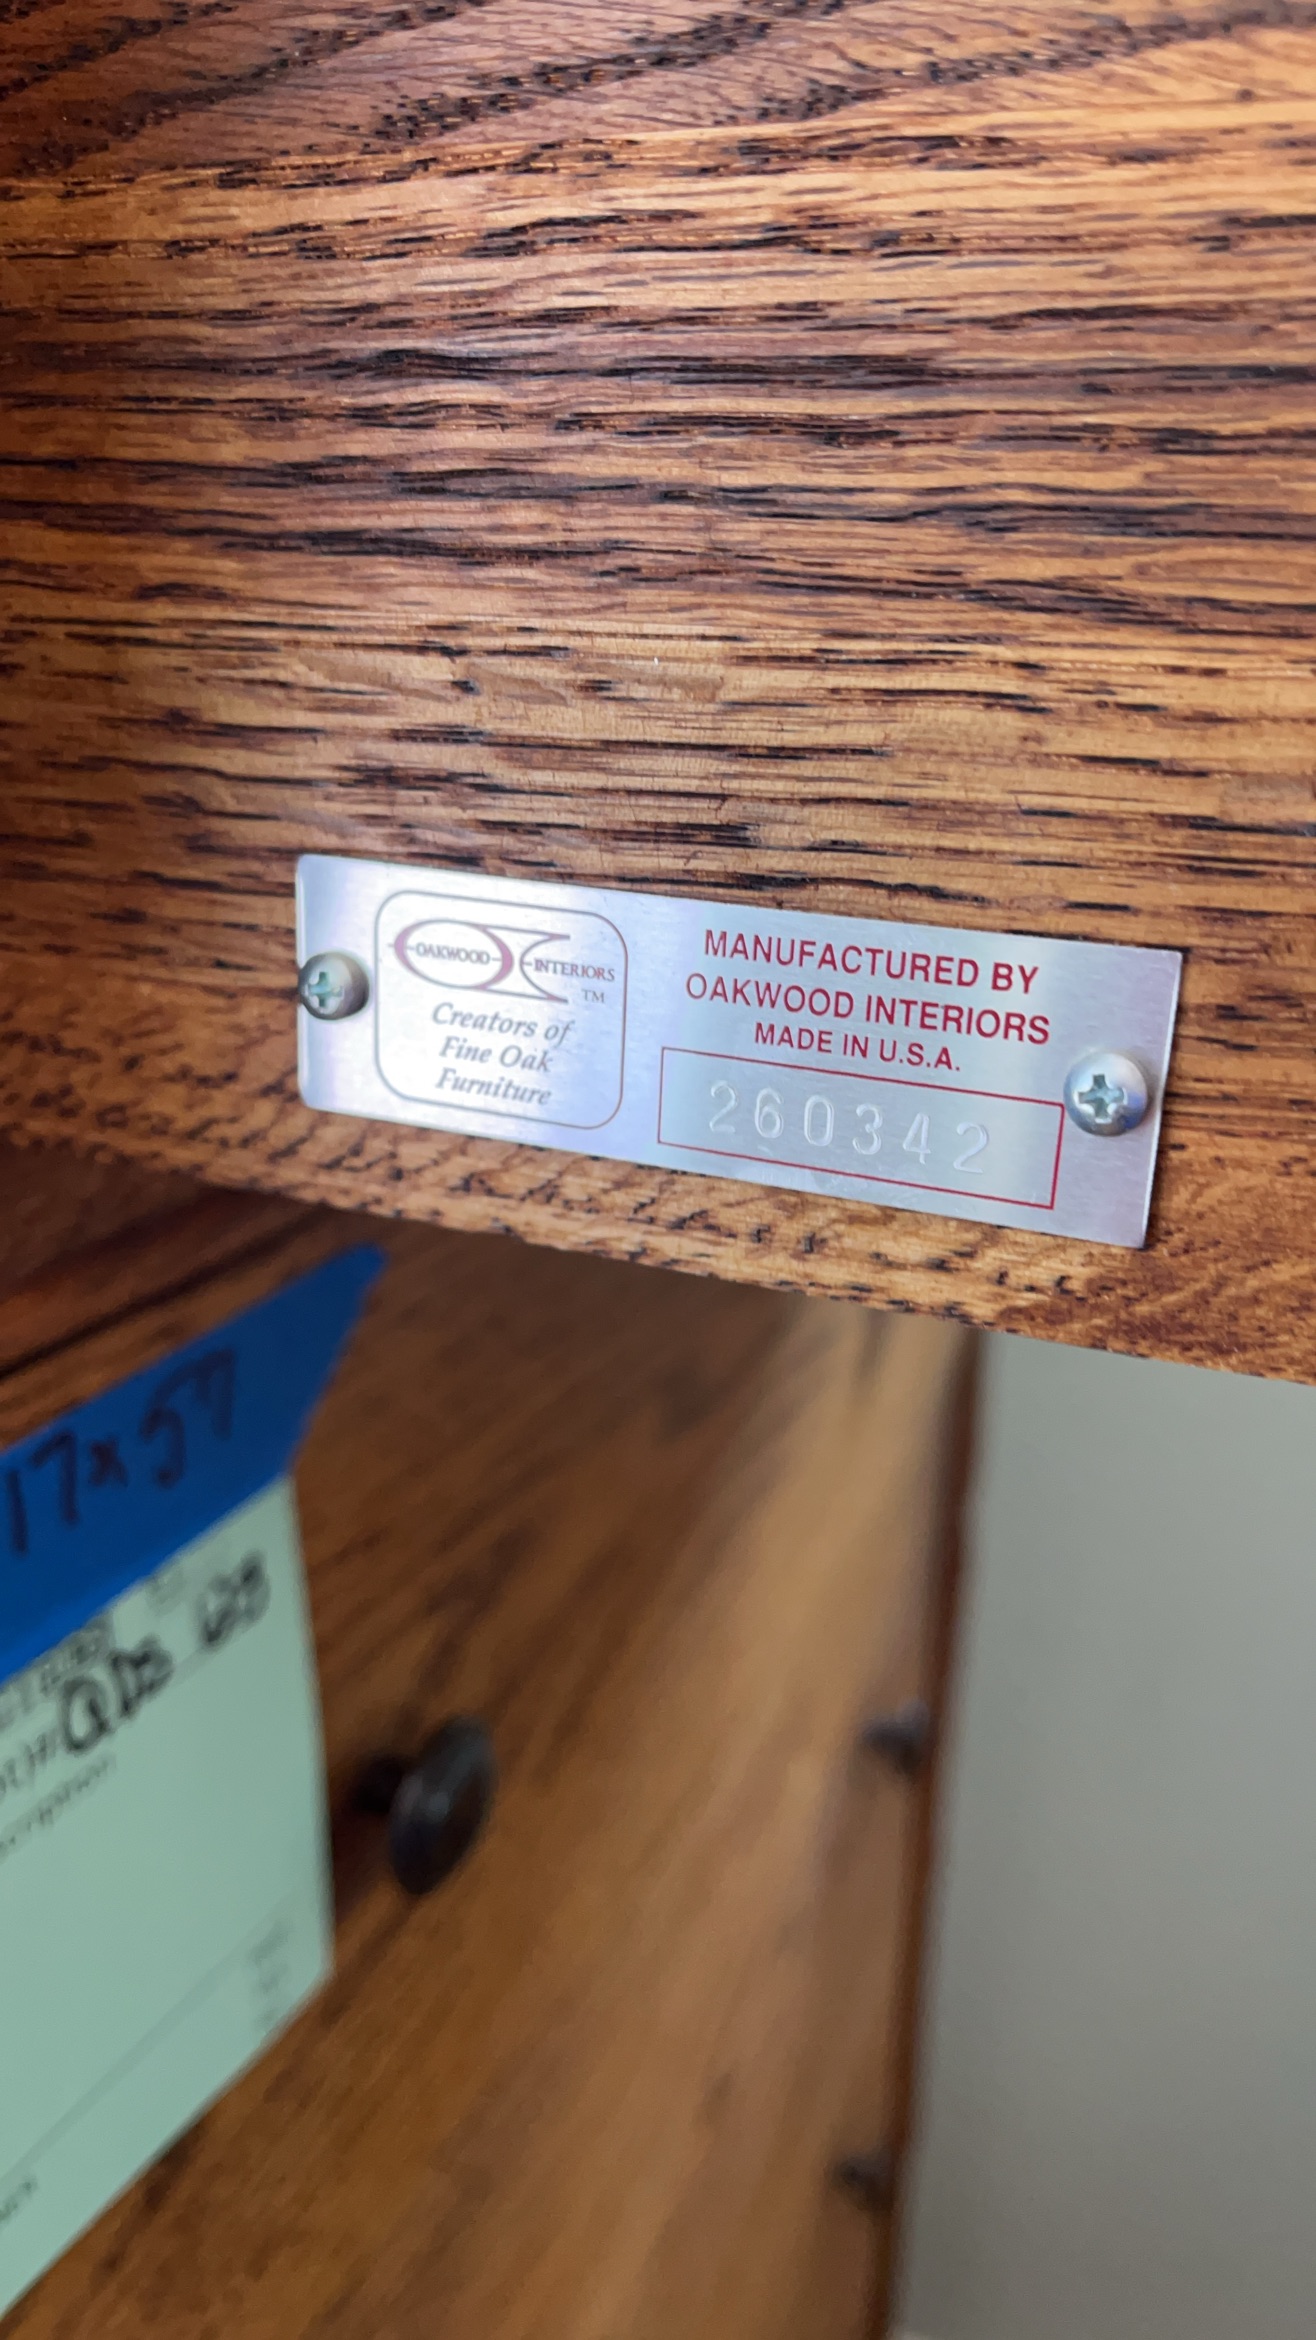 OAKWOOD INTERIORS
TM
Creators of
Fine Oak
Furniture
MANUFACTURED BY
OAKWOOD INTERIORS
MADE IN U.S.A.
260342
17x57